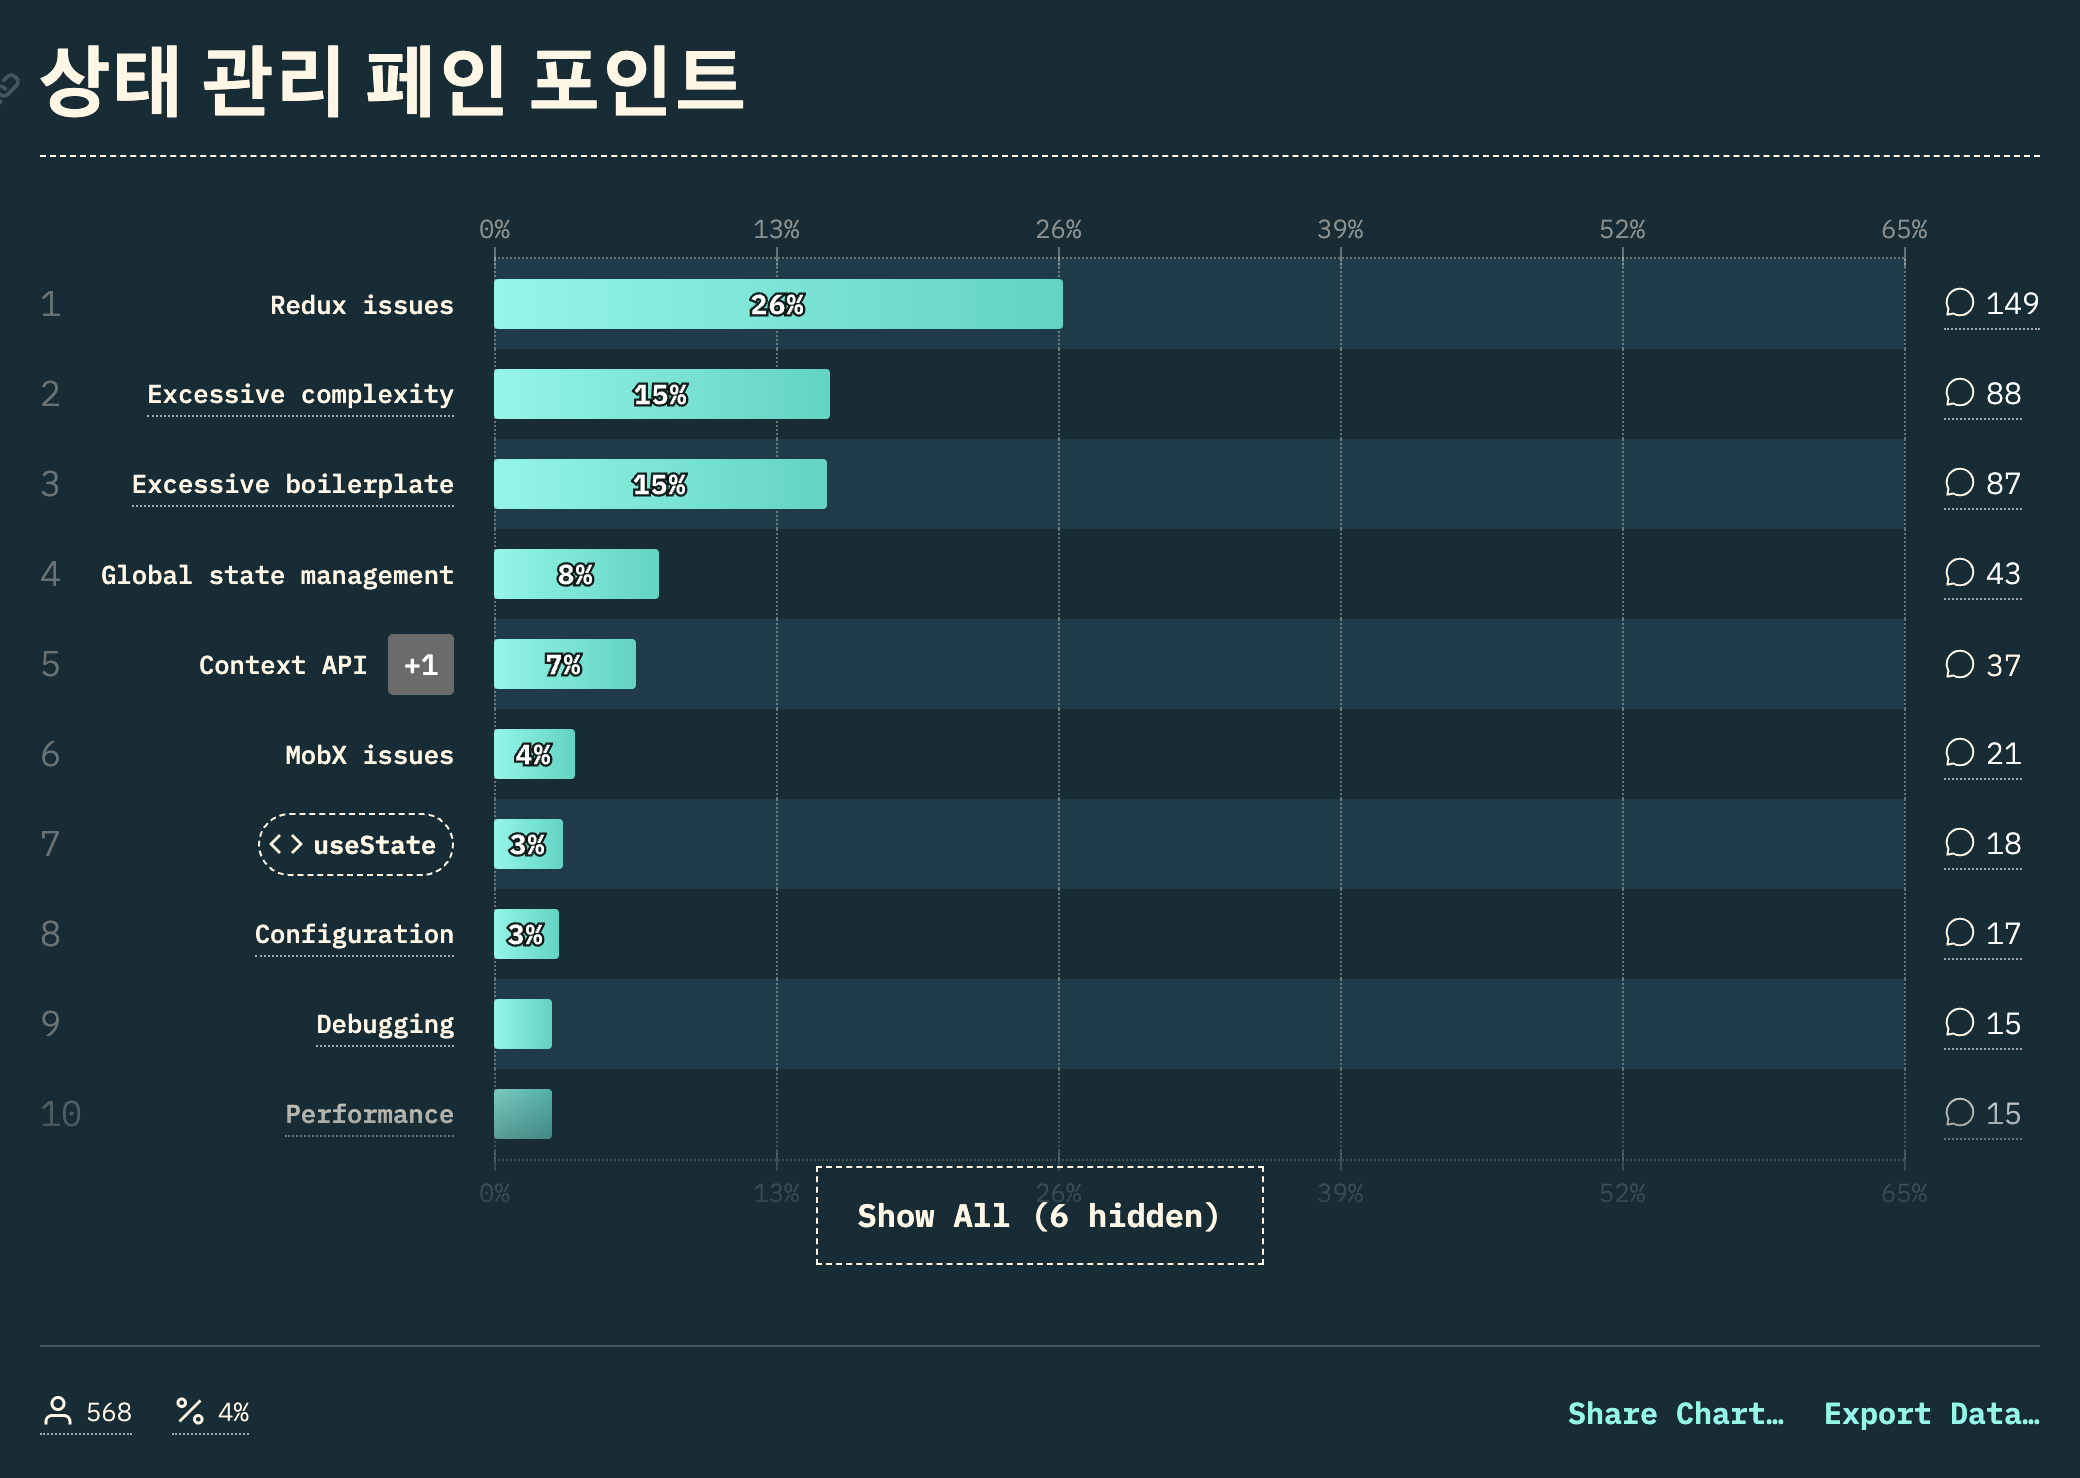 상태 관리 페인 포인트
0% 13% 26% 39% 52% 65%
1 Redux issues 26% 149
2 Excessive complexity 15% 88
3 Excessive boilerplate 15% 87
4 Global state management 8% 43
5 Context API +1 7% 37
6 MobX issues 4% 21
7 <> useState 3% 18
8 Configuration 3% 17
9 Debugging 15
10 Performance 15
0% 13% 26% 39% 52% 65%
Show All (6 hidden)
568 % 4% Share Chart… Export Data…